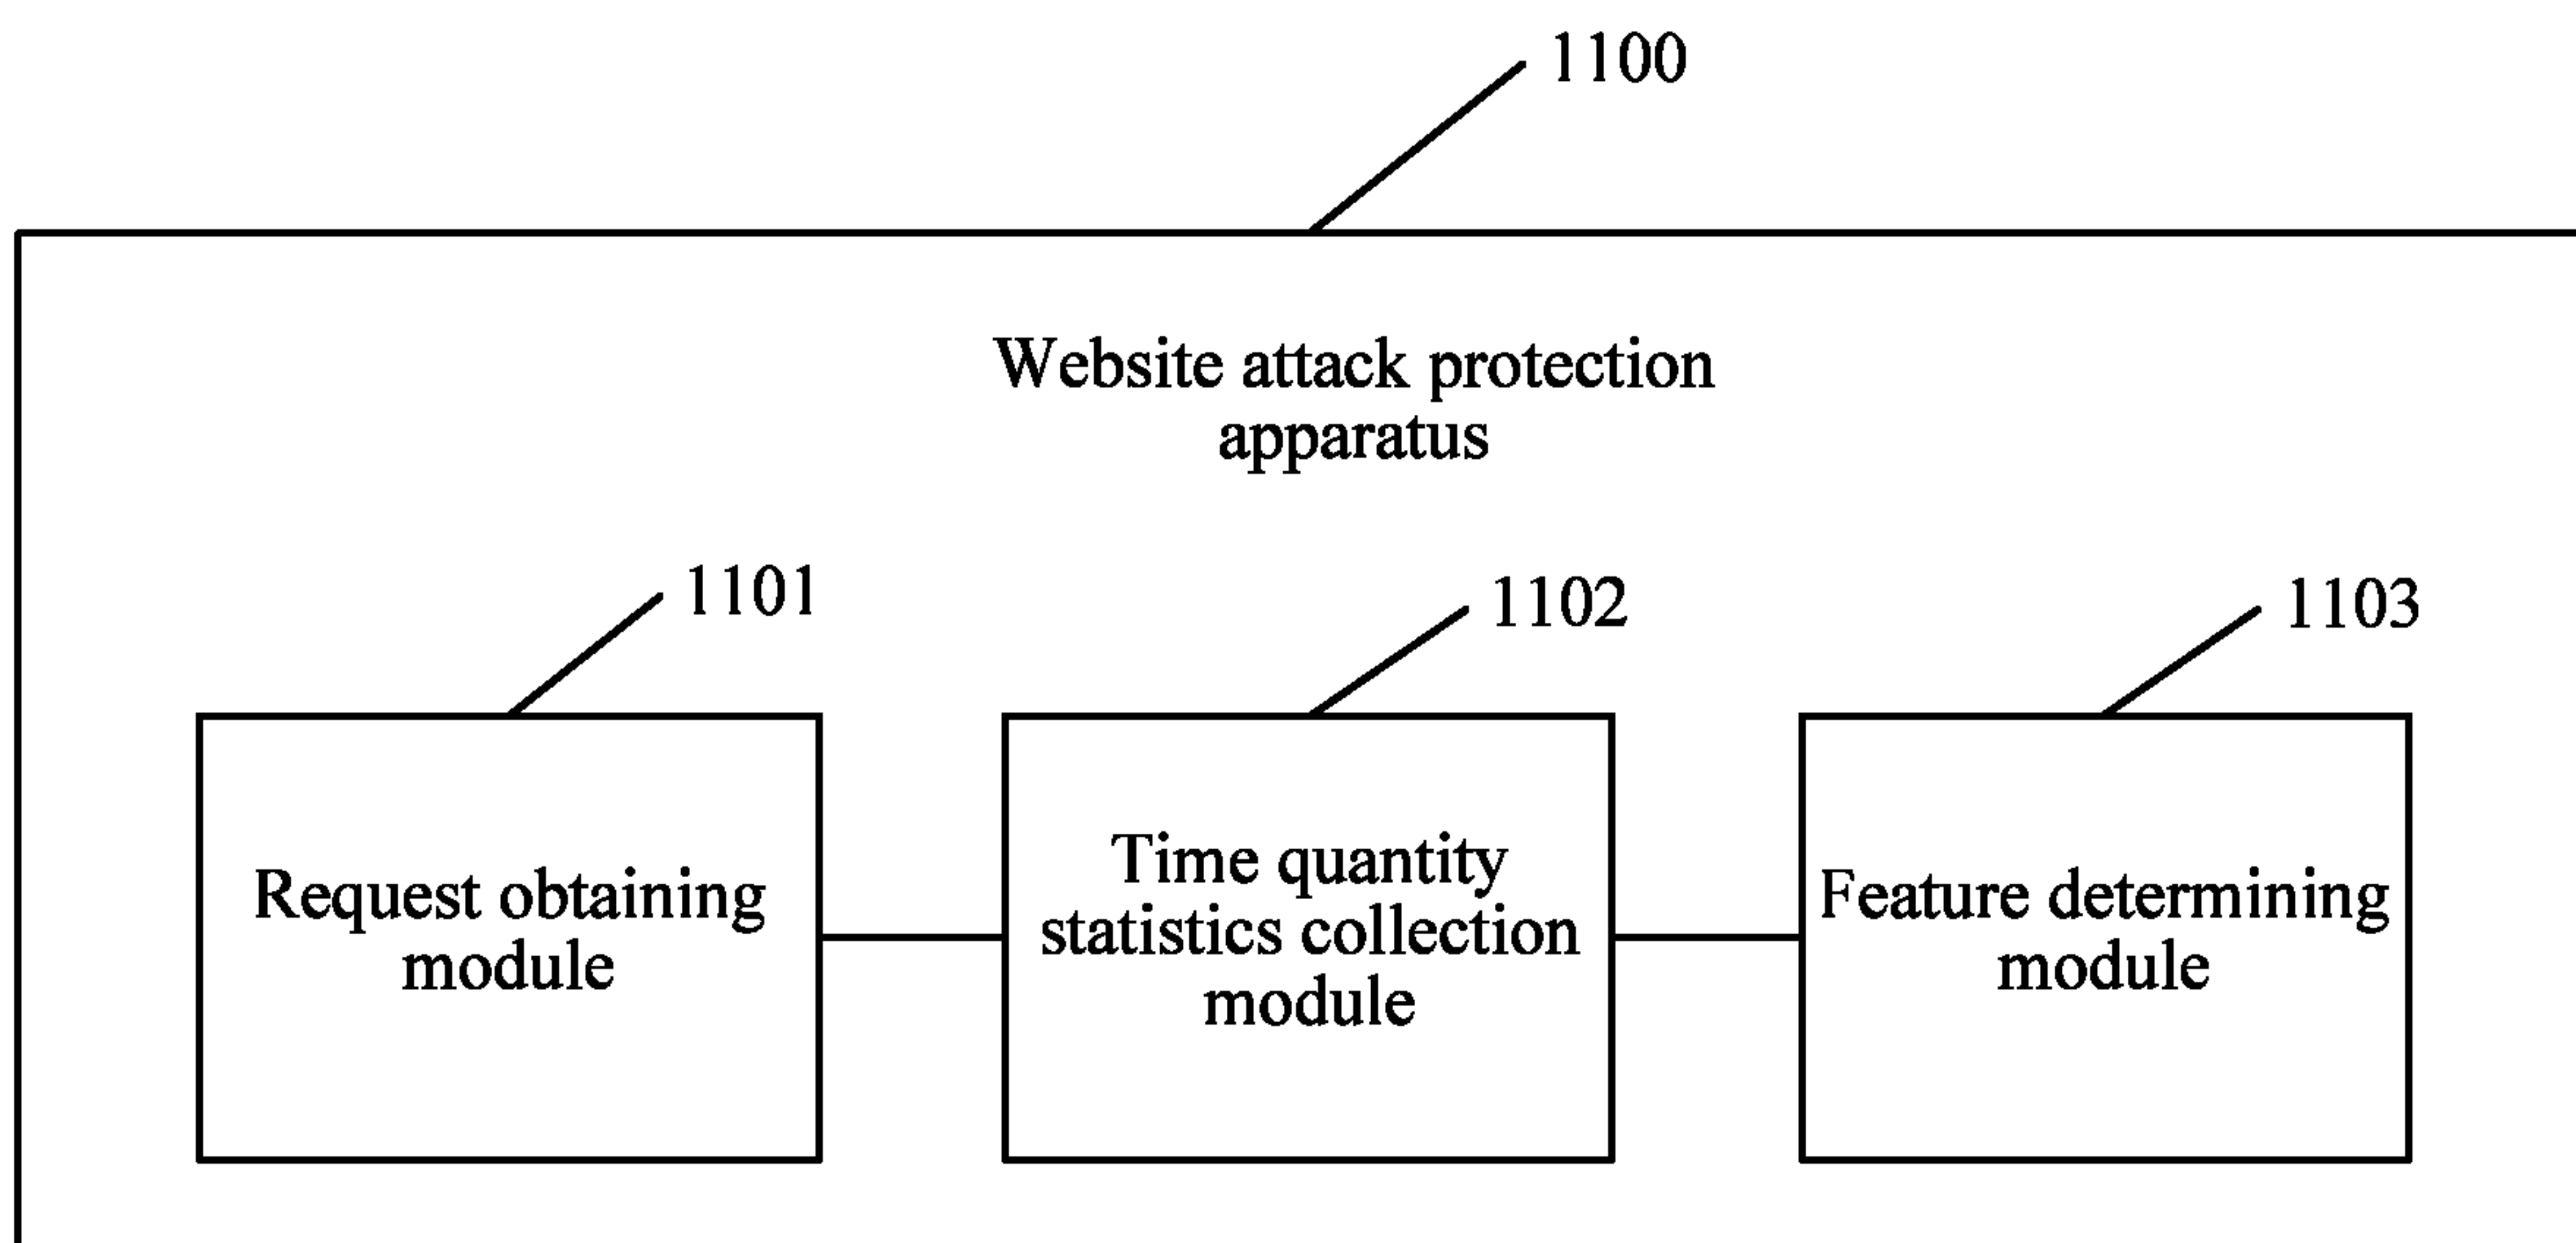 1100
Website attack protection
apparatus
1101
1102
1103
Request obtaining
module
Time quantity
statistics collection
module
Feature determining
module